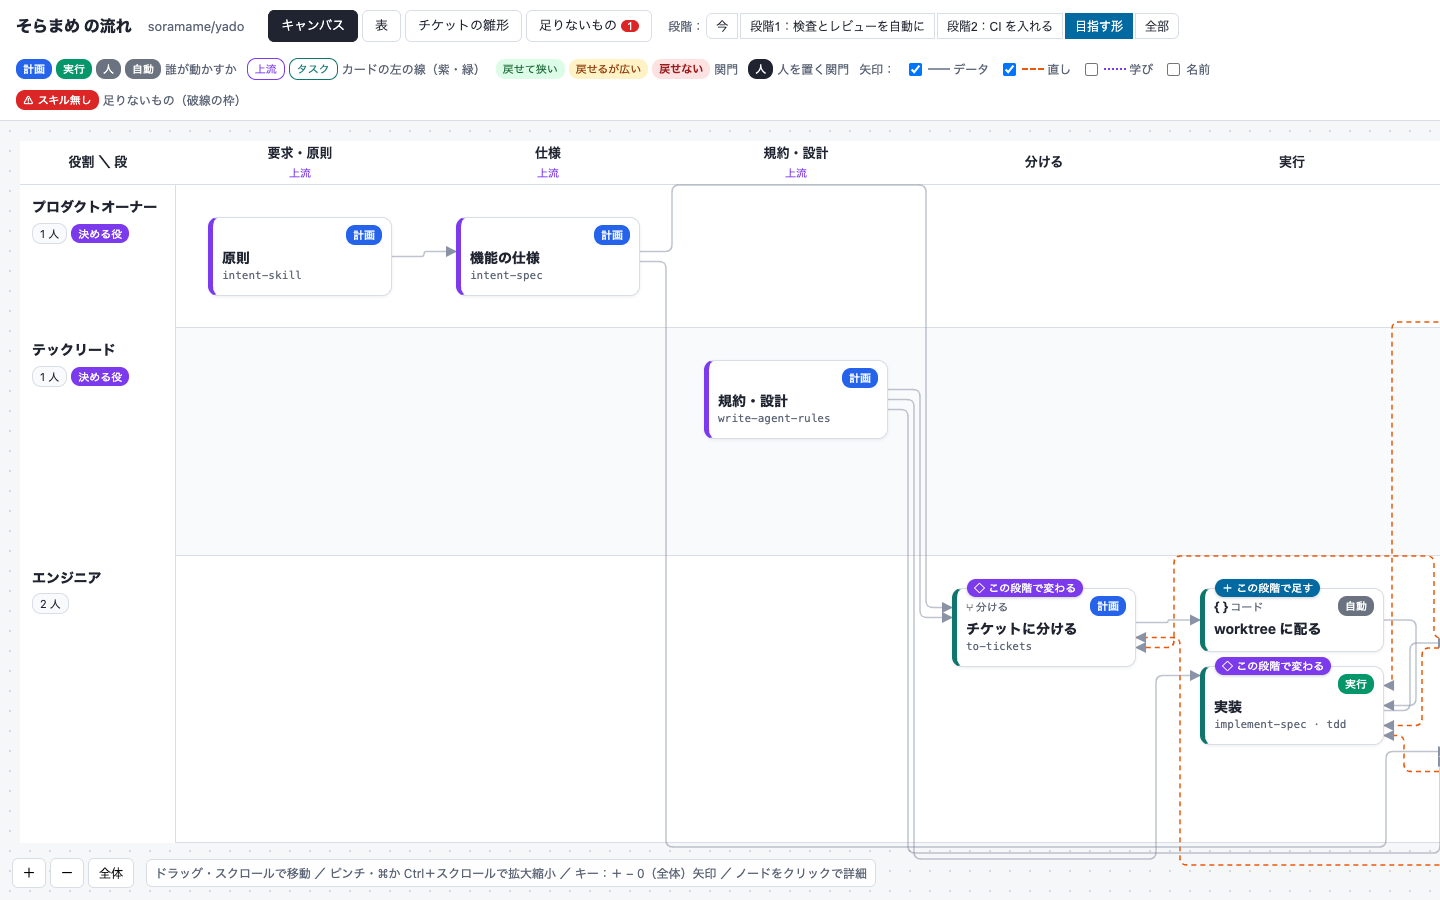 そらまめ の流れ
soramame/yado
キャンバス
表
チケットの雛形
足りないもの 1
段階：
今
段階1：検査とレビューを自動に
段階2：CI を入れる
目指す形
全部
計画 実行 人 自動 誰が動かすか
上流 タスク カードの左の線（紫・緑）
戻せて狭い 戻せるが広い 戻せない 関門
人 人を置く関門
矢印：
データ
直し
学び
名前
⚠ スキル無し 足りないもの（破線の枠）
役割 ＼ 段
要求・原則
上流
仕様
上流
規約・設計
上流
分ける
実行
プロダクトオーナー
1 人 決める役
計画
原則
intent-skill
計画
機能の仕様
intent-spec
テックリード
1 人 決める役
計画
規約・設計
write-agent-rules
エンジニア
2 人
◇ この段階で変わる
⑂ 分ける
計画
チケットに分ける
to-tickets
＋ この段階で足す
{ } コード
自動
worktree に配る
◇ この段階で変わる
実行
実装
implement-spec · tdd
＋
−
全体
ドラッグ・スクロールで移動 ／ ピンチ・⌘か Ctrl＋スクロールで拡大縮小 ／ キー：＋ − 0（全体）矢印 ／ ノードをクリックで詳細